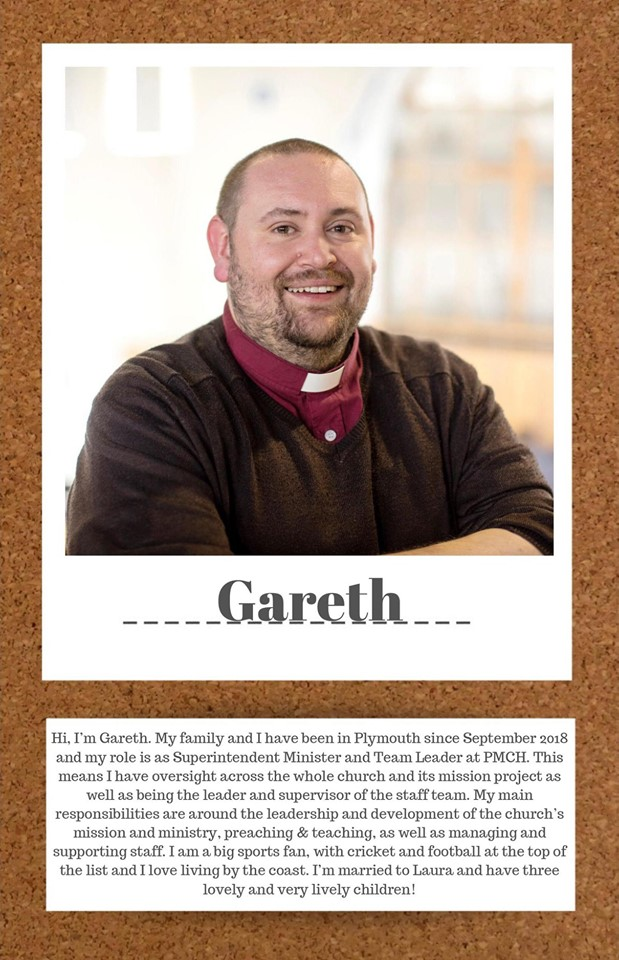 Gareth
Hi, I'm Gareth. My family and I have been in Plymouth since September 2018
and my role is as Superintendent Minister and Team Leader at PMCH. This
means I have oversight across the whole church and its mission project as
well as being the leader and supervisor of the staff team. My main
responsibilities are around the leadership and development of the church's
mission and ministry, preaching & teaching, as well as managing and
supporting staff. I am a big sports fan, with cricket and football at the top of
the list and I love living by the coast. I'm married to Laura and have three
lovely and very lively children!